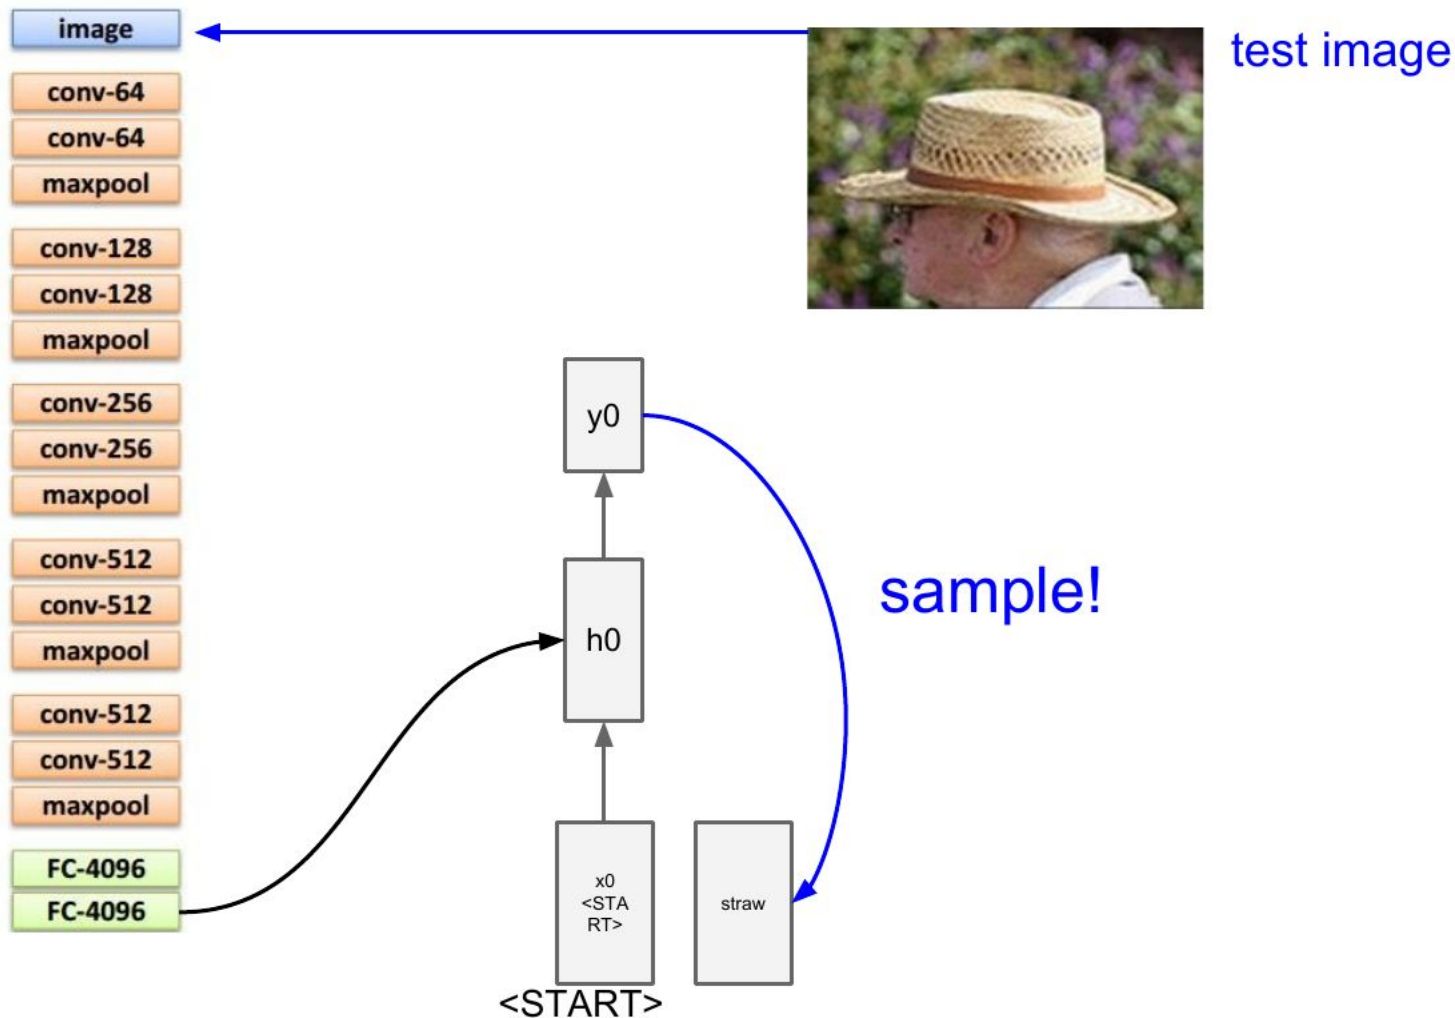 image
conv-64
conv-64
maxpool
conv-128
conv-128
maxpool
conv-256
conv-256
maxpool
conv-512
conv-512
maxpool
conv-512
conv-512
maxpool
FC-4096
FC-4096
test image
y0
h0
sample!
x0
<STA
RT>
straw
<START>